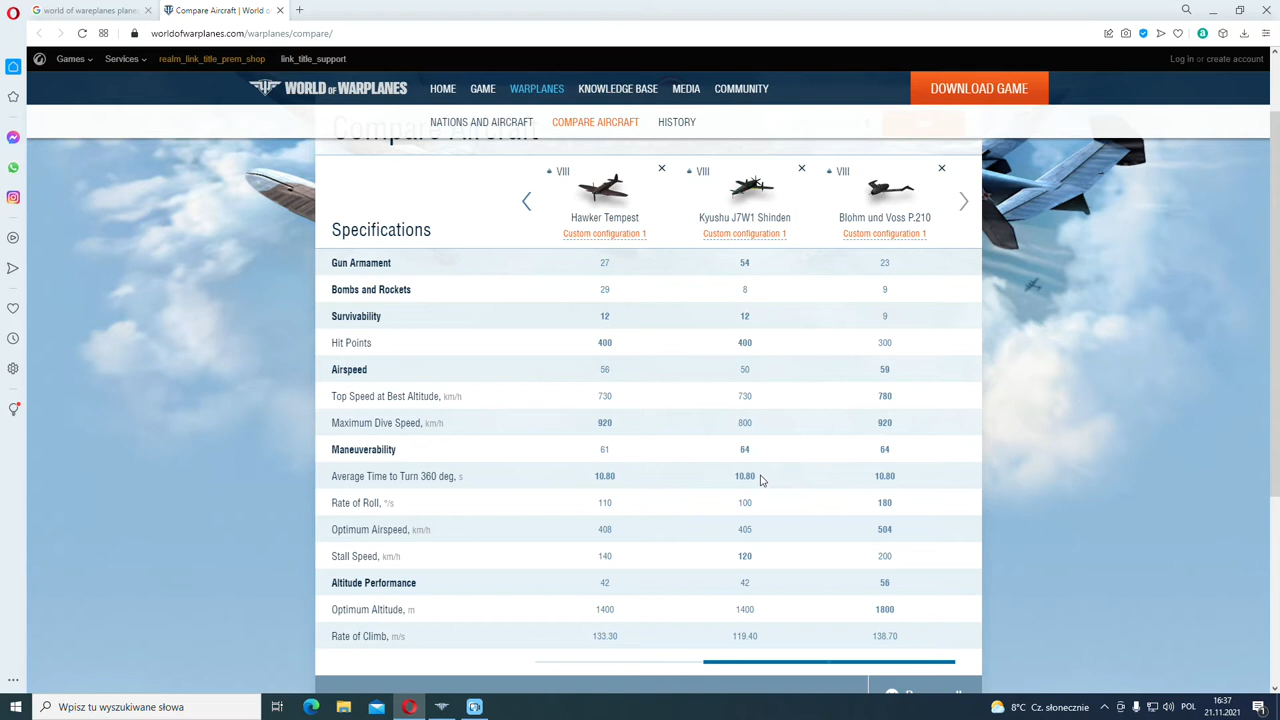 world of wareplanes planes
Compare Aircraft | World o
worldofwarplanes.com/warplanes/compare/
Games Services realm_link_title_prem_shop link_title_support Log in or create account
WORLD OF WARPLANES HOME GAME WARPLANES KNOWLEDGE BASE MEDIA COMMUNITY DOWNLOAD GAME
NATIONS AND AIRCRAFT COMPARE AIRCRAFT HISTORY
Compare Aircraft
VIII VIII VIII
Hawker Tempest Kyushu J7W1 Shinden Blohm und Voss P.210
Specifications Custom configuration 1 Custom configuration 1 Custom configuration 1
Gun Armament 27 54 23
Bombs and Rockets 29 8 9
Survivability 12 12 9
Hit Points 400 400 300
Airspeed 56 50 59
Top Speed at Best Altitude, km/h 730 730 780
Maximum Dive Speed, km/h 920 800 920
Maneuverability 61 64 64
Average Time to Turn 360 deg, s 10.80 10.80 10.80
Rate of Roll, °/s 110 100 180
Optimum Airspeed, km/h 408 405 504
Stall Speed, km/h 140 120 200
Altitude Performance 42 42 56
Optimum Altitude, m 1400 1400 1800
Rate of Climb, m/s 133.30 119.40 138.70
Wpisz tu wyszukiwane słowa 8°C Słonecznie POL 16:37
21.11.2021